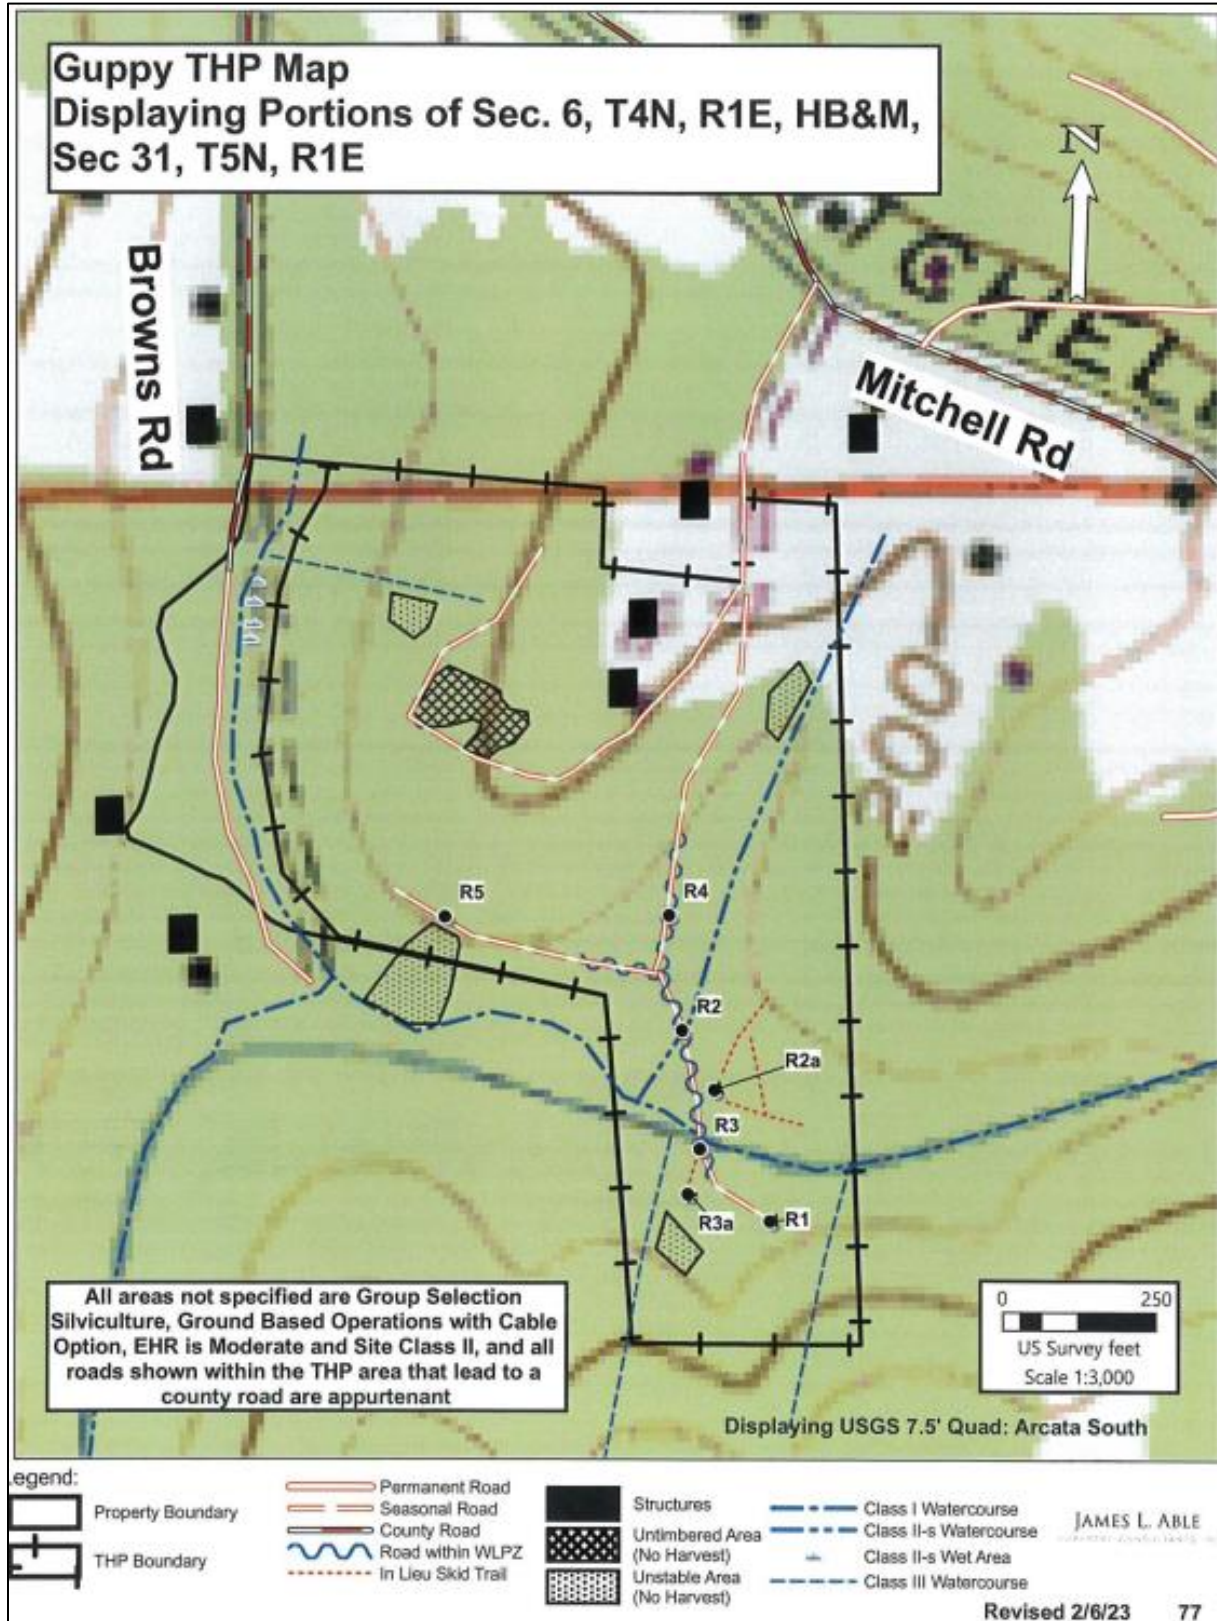 Guppy THP Map
Displaying Portions of Sec. 6, T4N, R1E, HB&M,
Sec 31, T5N, R1E
N
Browns Rd
Mitchell Rd
200
R5
R4
R2
R2a
R3
R3a
R1
All areas not specified are Group Selection
Silviculture, Ground Based Operations with Cable
Option, EHR is Moderate and Site Class II, and all
roads shown within the THP area that lead to a
county road are appurtenant
0 250
US Survey feet
Scale 1:3,000
Displaying USGS 7.5' Quad: Arcata South
egend:
Property Boundary
THP Boundary
Permanent Road
Seasonal Road
County Road
Road within WLPZ
In Lieu Skid Trail
Structures
Untimbered Area
(No Harvest)
Unstable Area
(No Harvest)
Class I Watercourse
Class II-s Watercourse
Class II-s Wet Area
Class III Watercourse
JAMES L. ABLE
Revised 2/6/23 77